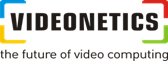 VIDEONETICS
the future of video computing